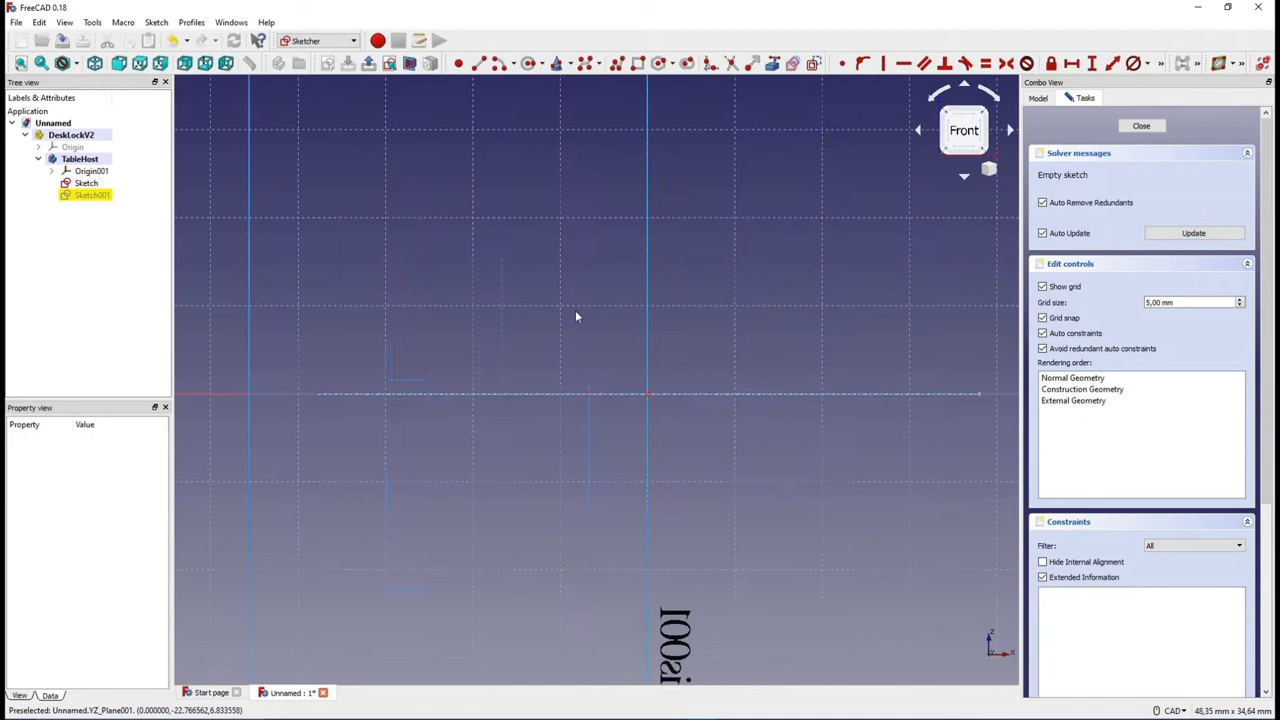 FreeCAD 0.18
File Edit View Tools Macro Sketch Profiles Windows Help
Sketcher
Tree view
Labels & Attributes
Application
Unnamed
DeskLockV2
Origin
TableHost
Origin001
Sketch
Sketch001
Property view
Property Value
View Data
Front
Combo View
Model Tasks
Close
Solver messages
Empty sketch
Auto Remove Redundants
Auto Update Update
Edit controls
Show grid
Grid size: 5,00 mm
Grid snap
Auto constraints
Avoid redundant auto constraints
Rendering order:
Normal Geometry
Construction Geometry
External Geometry
Constraints
Filter: All
Hide Internal Alignment
Extended Information
Z
X
Start page Unnamed : 1*
Preselected: Unnamed.YZ_Plane001. (0.000000,-22.766562,6.833558) CAD 48,35 mm x 34,64 mm